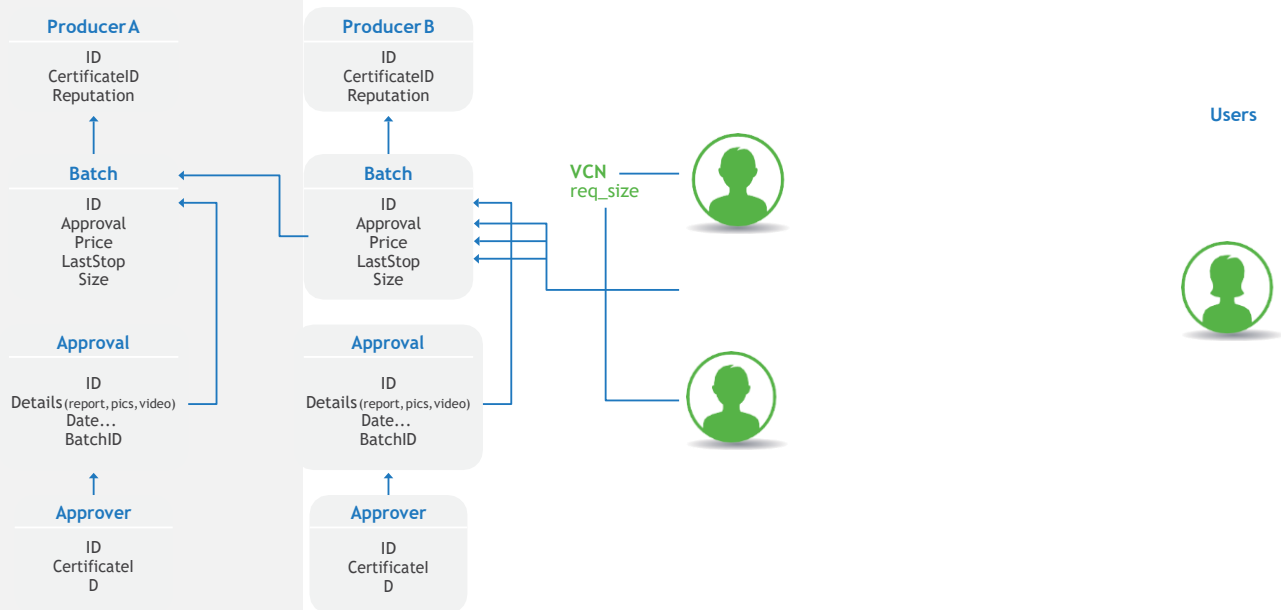 Producer A
ID
CertificateID
Reputation
Batch
ID
Approval
Price
LastStop
Size
Approval
ID
Details (report, pics, video)
Date...
BatchID
Approver
ID
CertificateI
D
Producer B
ID
CertificateID
Reputation
Batch
ID
Approval
Price
LastStop
Size
Approval
ID
Details (report, pics, video)
Date...
BatchID
Approver
ID
CertificateI
D
VCN
req_size
Users